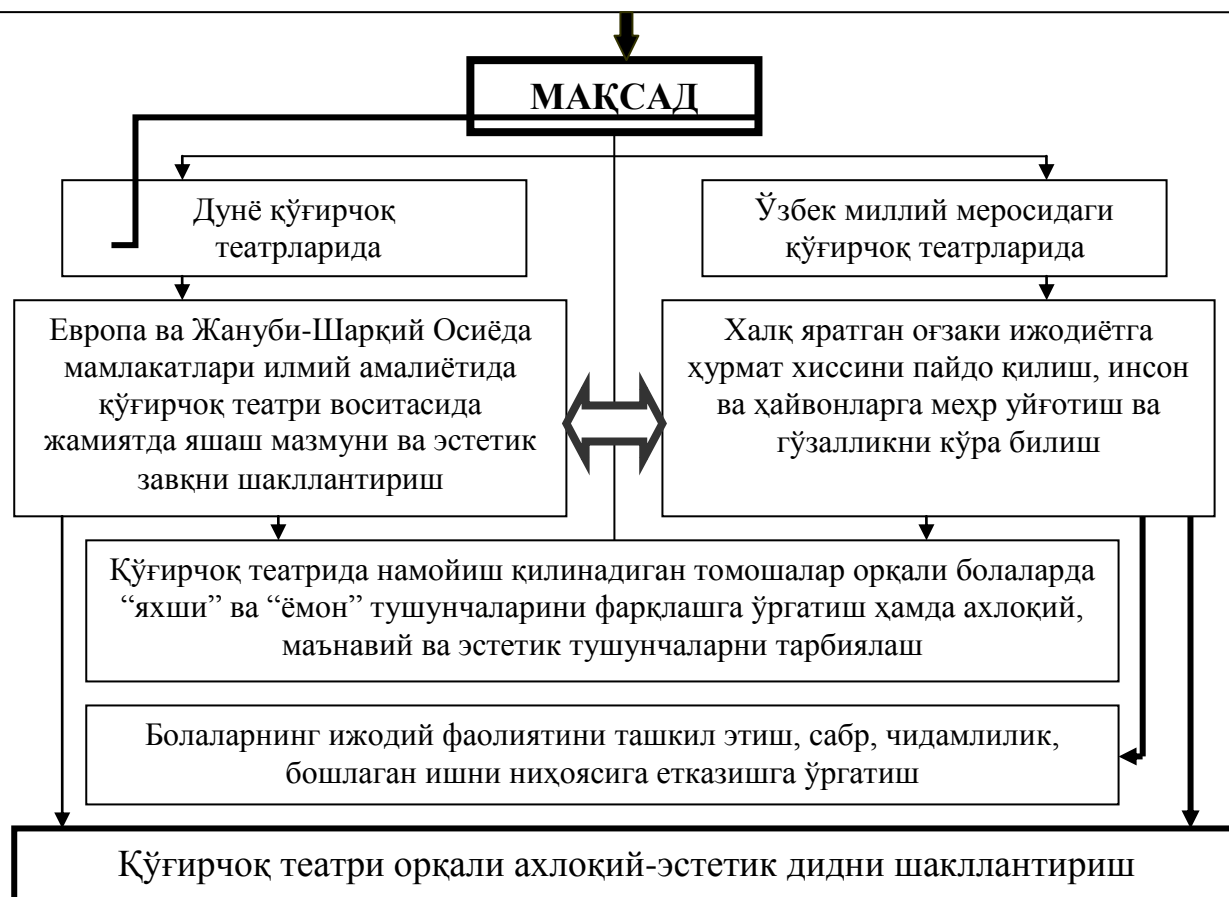 МАҚСАД
Дунё қўғирчоқ
театрларида
Ўзбек миллий меросидаги
қўғирчоқ театрларида
Европа ва Жануби-Шарқий Осиёда
мамлакатлари илмий амалиётида
қўғирчоқ театри воситасида
жамиятда яшаш мазмуни ва эстетик
завқни шакллантириш
Халқ яратган оғзаки ижодиётга
ҳурмат хиссини пайдо қилиш, инсон
ва ҳайвонларга меҳр уйғотиш ва
гўзалликни кўра билиш
Қўғирчоқ театрида намойиш қилинадиган томошалар орқали болаларда
“яхши” ва “ёмон” тушунчаларини фарқлашга ўргатиш ҳамда ахлоқий,
маънавий ва эстетик тушунчаларни тарбиялаш
Болаларнинг ижодий фаолиятини ташкил этиш, сабр, чидамлилик,
бошлаган ишни ниҳоясига етказишга ўргатиш
Қўғирчоқ театри орқали ахлоқий-эстетик дидни шакллантириш